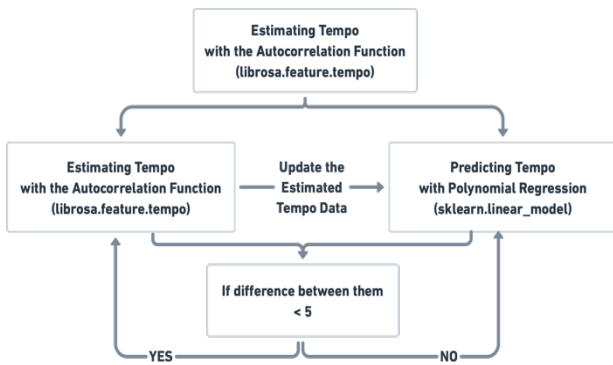 Estimating Tempo
with the Autocorrelation Function
(librosa.feature.tempo)
Estimating Tempo
with the Autocorrelation Function
(librosa.feature.tempo)
Update the
Estimated
Tempo Data
Predicting Tempo
with Polynomial Regression
(sklearn.linear_model)
If difference between them
< 5
YES
NO